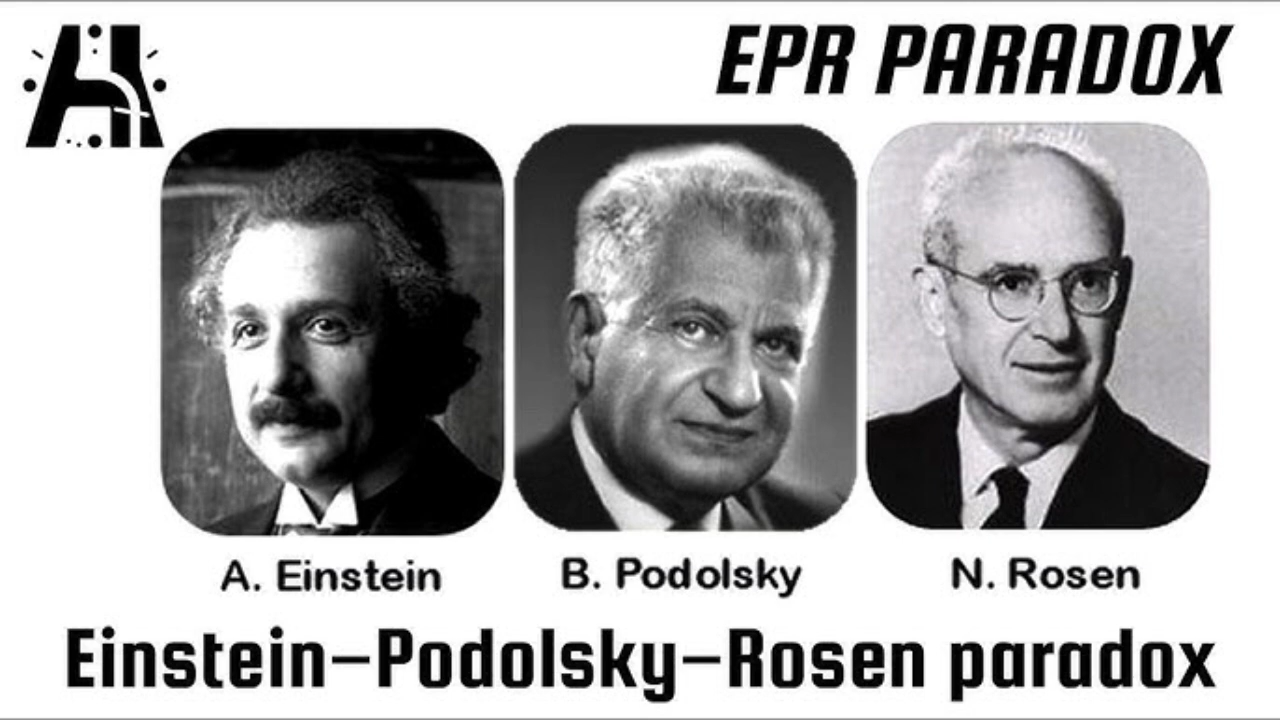 EPR PARADOX
A. Einstein
B. Podolsky
N. Rosen
Einstein–Podolsky–Rosen paradox